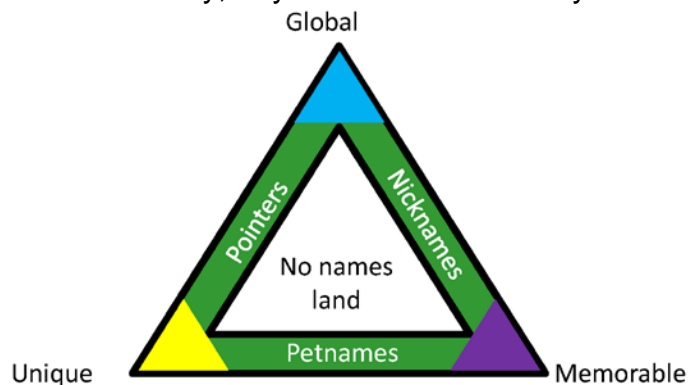 Global
Pointers
Nicknames
No names
land
Petnames
Unique
Memorable